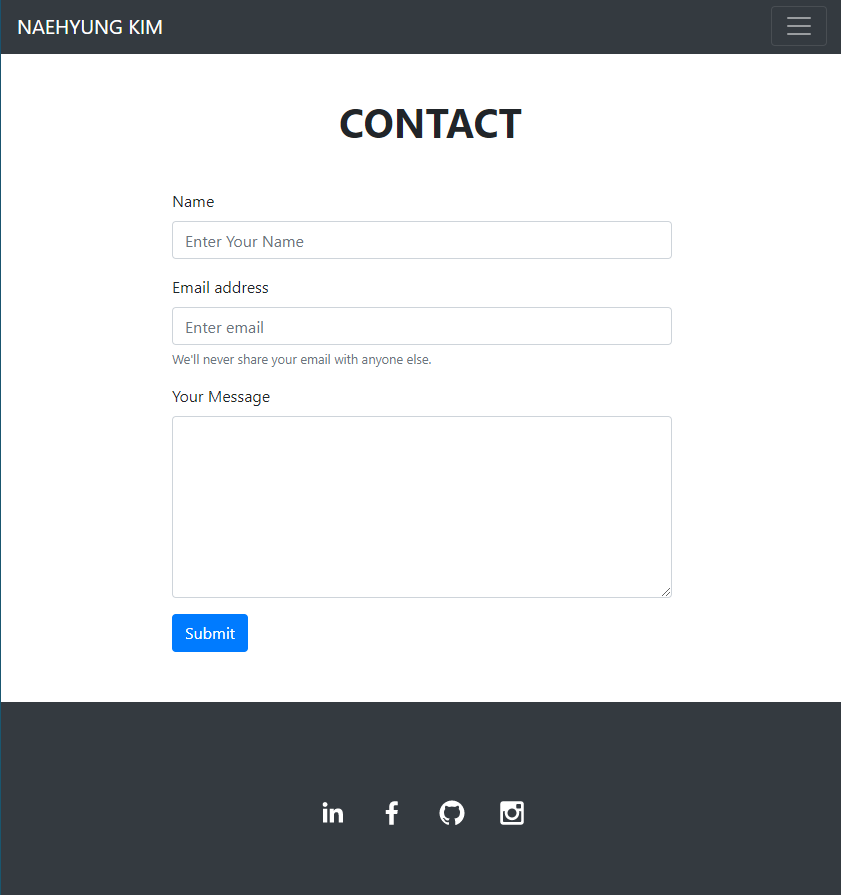 NAEHYUNG KIM
CONTACT
Name
Enter Your Name
Email address
Enter email
We'll never share your email with anyone else.
Your Message
Submit